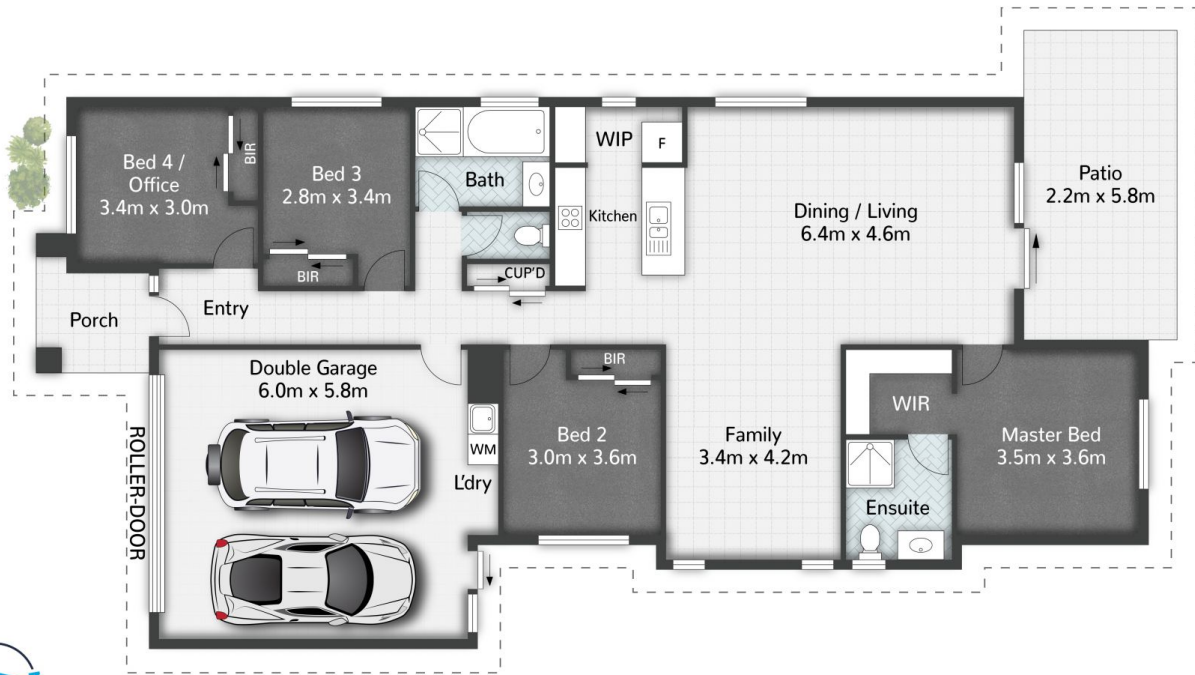 Bed 4 /
Office
3.4m x 3.0m
BIR
Bed 3
2.8m x 3.4m
BIR
Bath
WIP
F
Kitchen
CUP'D
Dining / Living
6.4m x 4.6m
Patio
2.2m x 5.8m
Porch
Entry
Double Garage
6.0m x 5.8m
ROLLER-DOOR
WM
L'dry
BIR
Bed 2
3.0m x 3.6m
Family
3.4m x 4.2m
WIR
Ensuite
Master Bed
3.5m x 3.6m